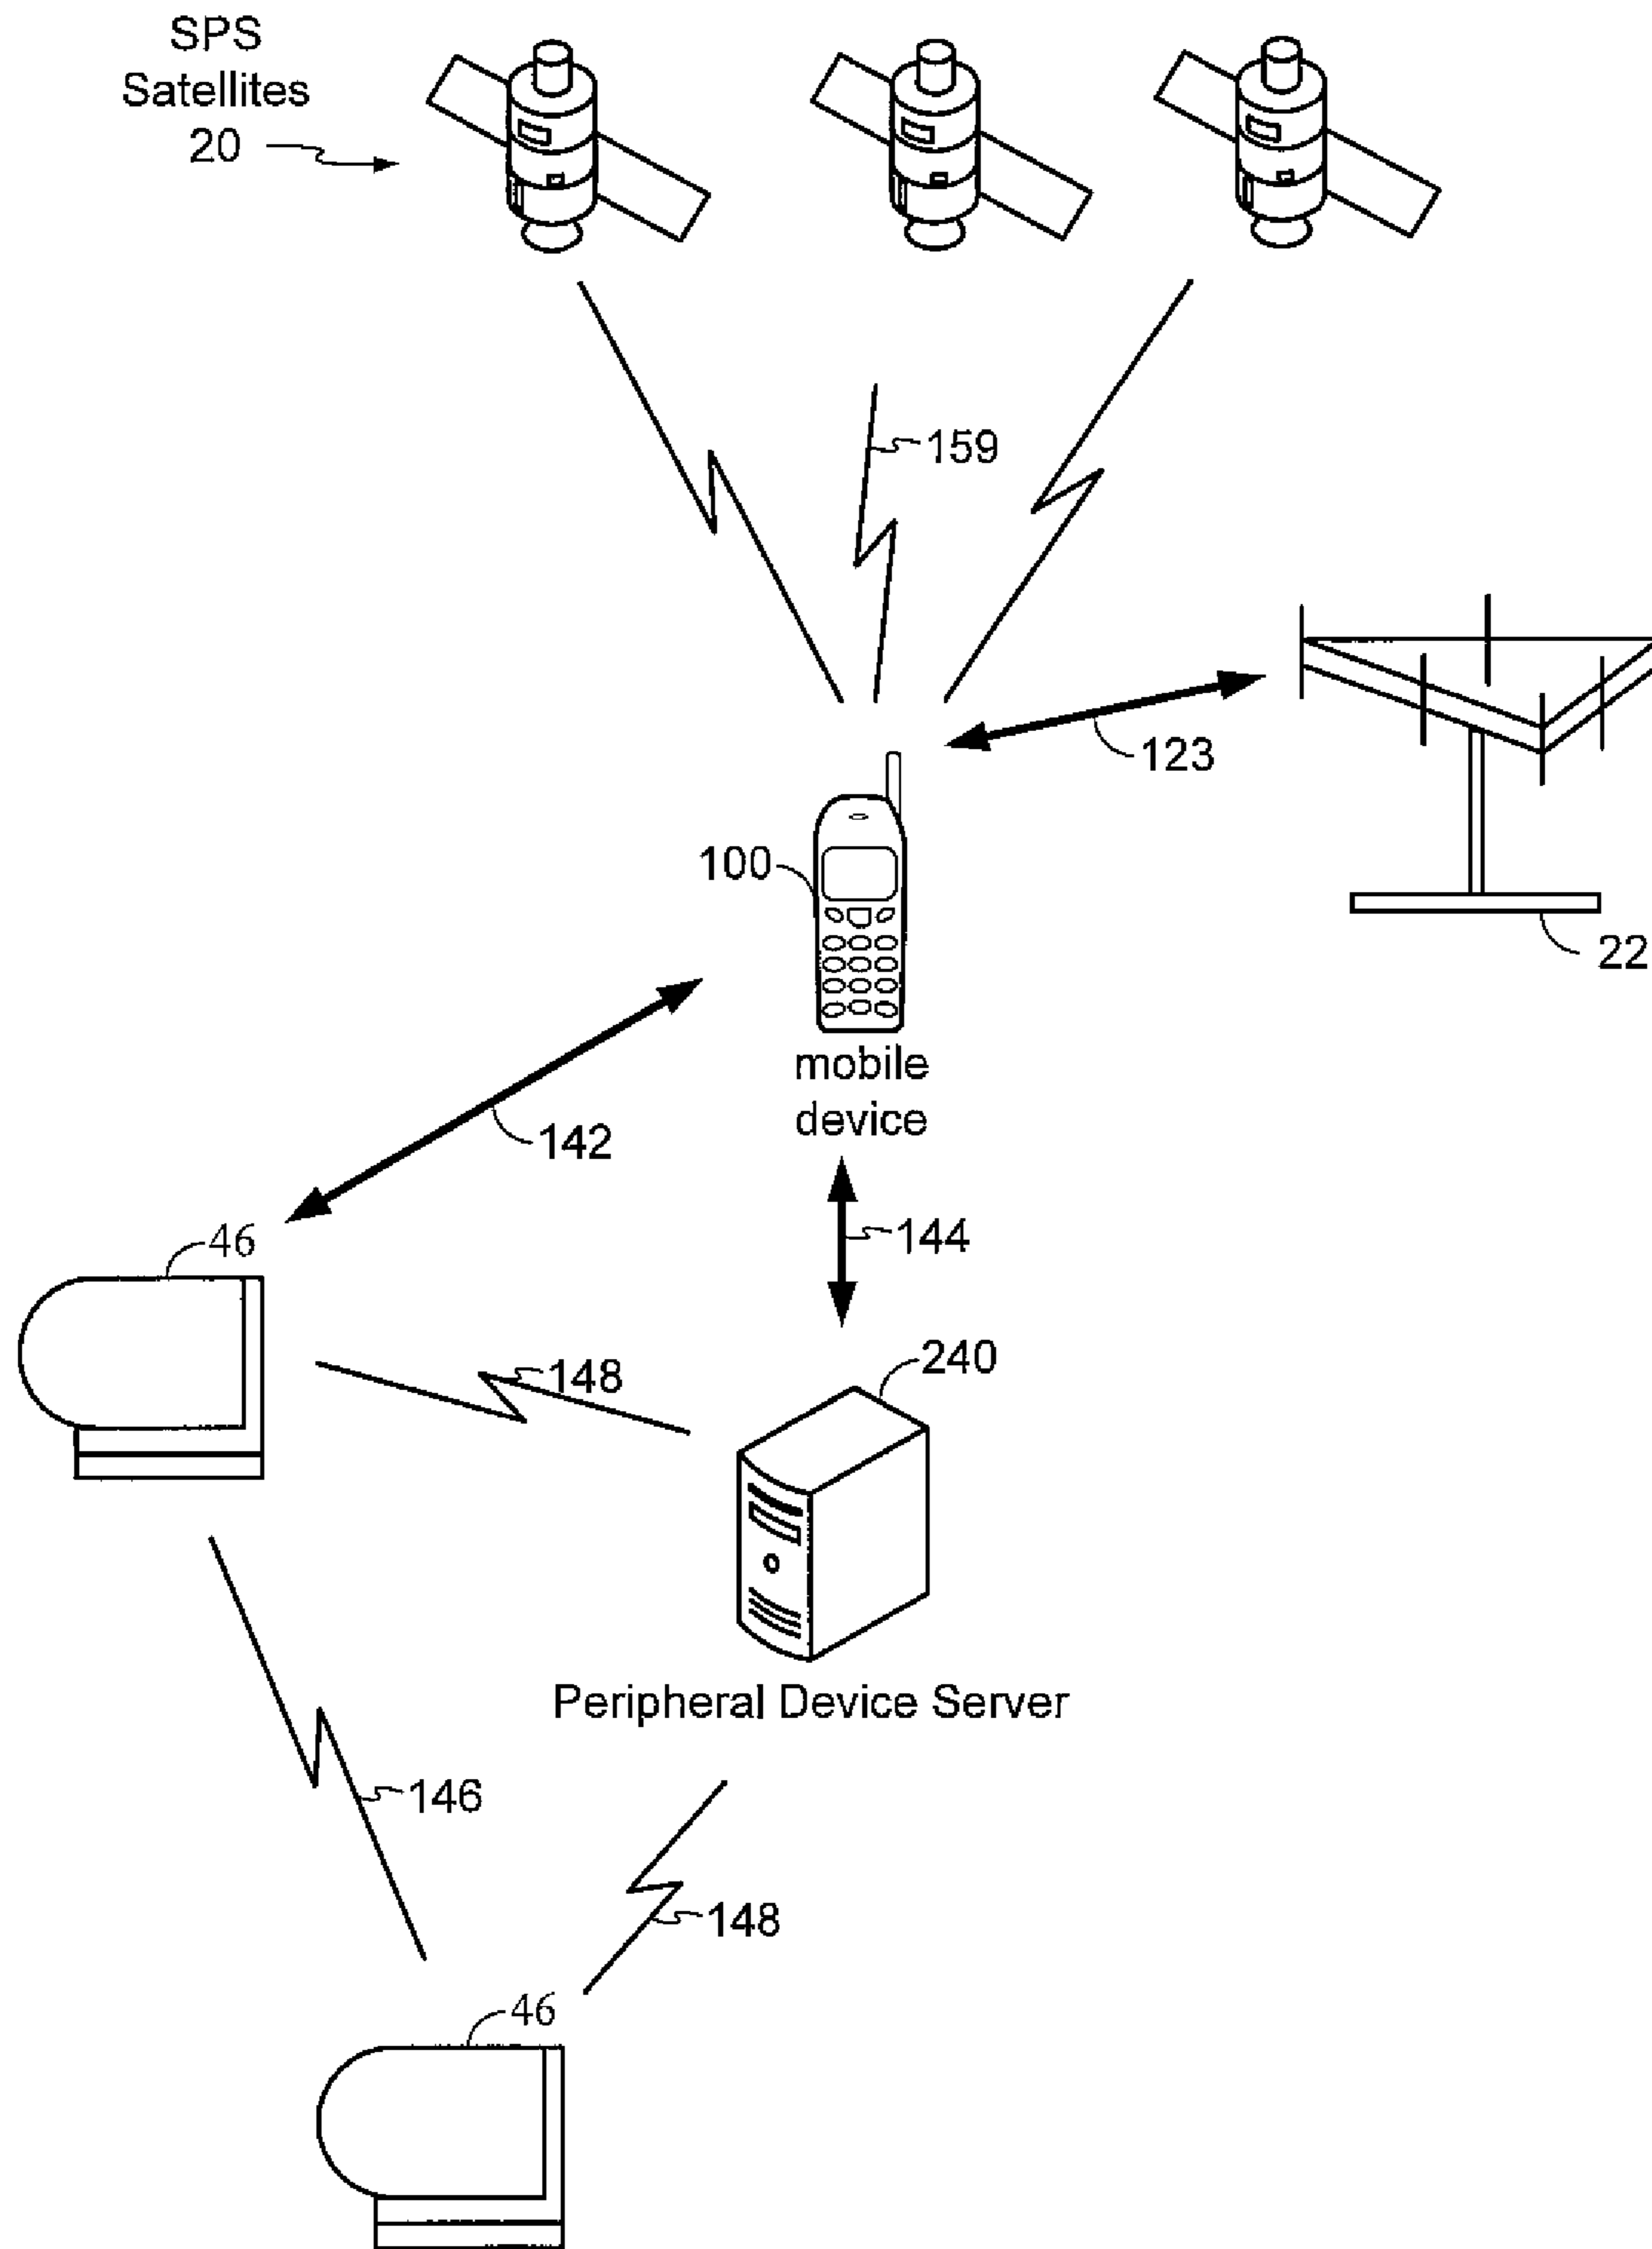 SPS
Satellites
20
159
123
100
22
mobile
device
142
144
46
148
240
Peripheral Device Server
146
148
46